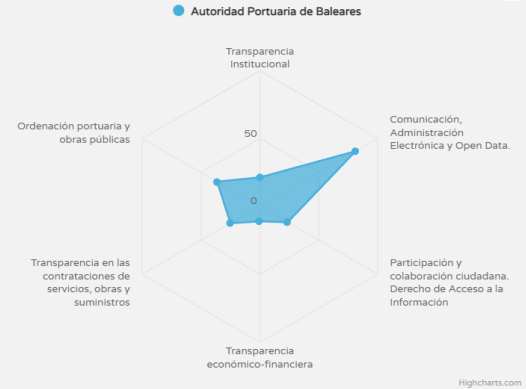 Autoridad Portuaria de Baleares
Transparencia
Institucional
Ordenación portuaria y
obras públicas
Comunicación,
Administración
Electrónica y Open Data.
50
0
Transparencia en las
contrataciones de
servicios, obras y
suministros
Participación y
colaboración ciudadana.
Derecho de Acceso a la
Información
Transparencia
económico-financiera
Highcharts.com